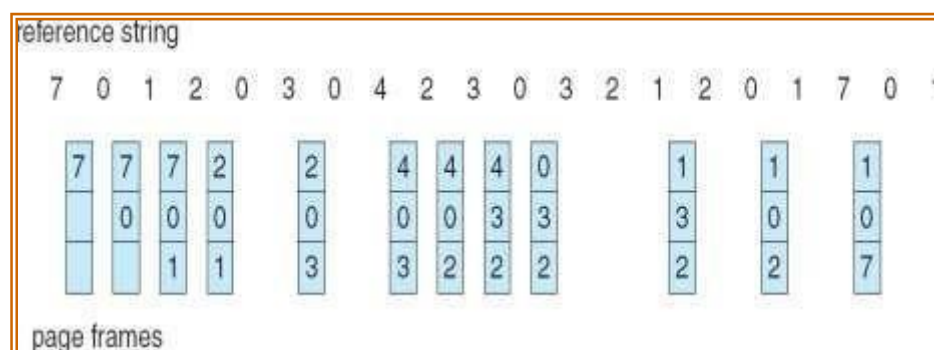 reference string
7 0 1 2 0 3 0 4 2 3 0 3 2 1 2 0 1 7 0
7 7 7 2 2 4 4 4 0 1 1 1
0 0 0 0 0 0 3 3 3 0 0
1 1 3 3 2 2 2 2 2 7
page frames